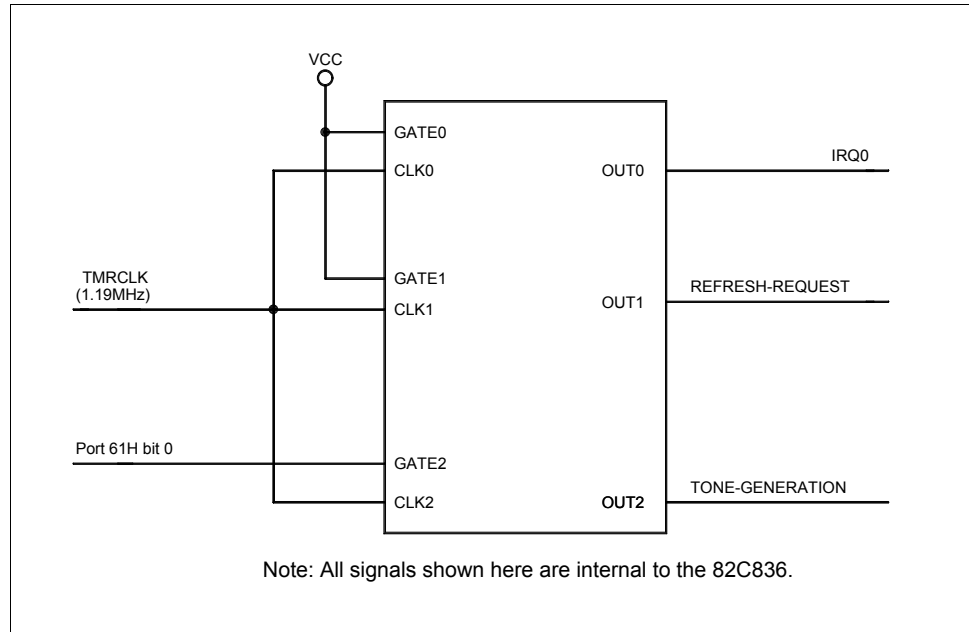 VCC
GATE0
CLK0
OUT0
IRQ0
TMRCLK
(1.19MHz)
GATE1
CLK1
OUT1
REFRESH-REQUEST
Port 61H bit 0
GATE2
CLK2
OUT2
TONE-GENERATION
Note: All signals shown here are internal to the 82C836.